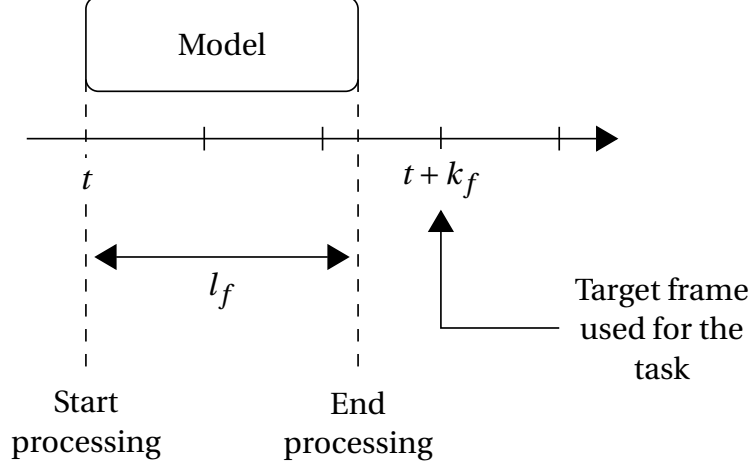 Model
t
t + k_f
l_f
Target frame
used for the
task
Start
processing
End
processing